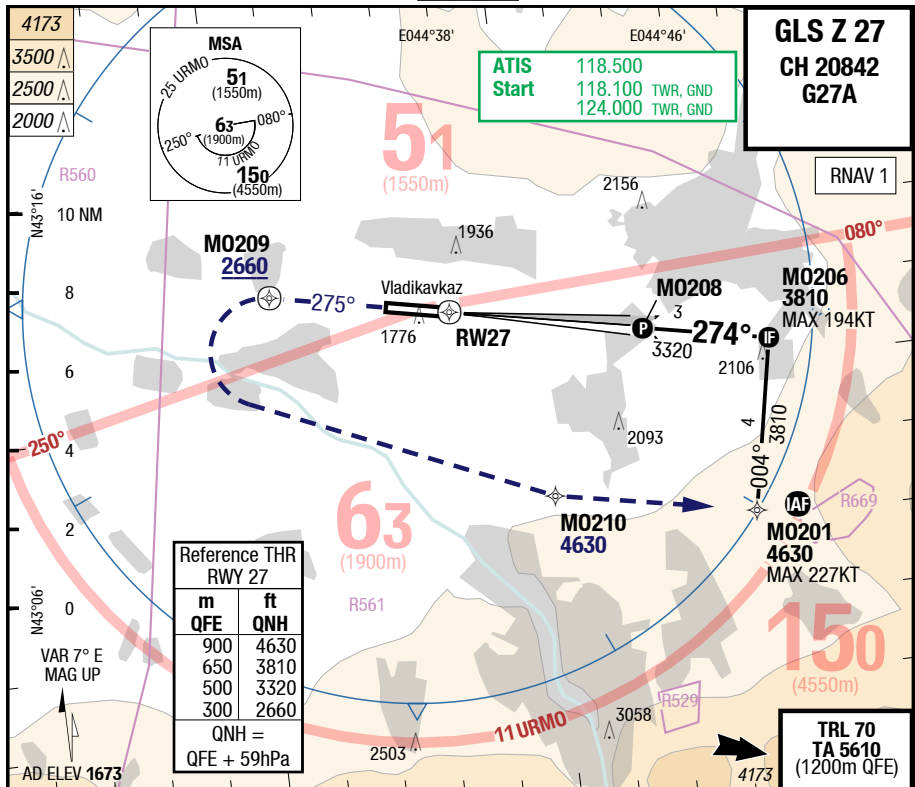 4173
3500
2500
2000
MSA
25 URMO
51
(1550m)
63
(1900m)
250°
080°
11 URMO
150
(4550m)
E044°38'
E044°46'
ATIS 118.500
Start 118.100 TWR, GND
124.000 TWR, GND
GLS Z 27
CH 20842
G27A
RNAV 1
R560
N43°16'
10 NM
51
(1550m)
2156
1936
080°
MO209
2660
Vladikavkaz
MO208
MO206
3810
MAX 194KT
8
275°
1776
RW27
3
P
274°
IF
3320
2106
6
2093
4
3810
4
250°
004°
IAF
R669
2
MO210
4630
MO201
4630
MAX 227KT
63
(1900m)
Reference THR
RWY 27
m ft
QFE QNH
900 4630
650 3810
500 3320
300 2660
QNH =
QFE + 59hPa
R561
N43°06'
0
150
(4550m)
VAR 7° E
MAG UP
R529
3058
11 URMO
2503
AD ELEV 1673
4173
TRL 70
TA 5610
(1200m QFE)